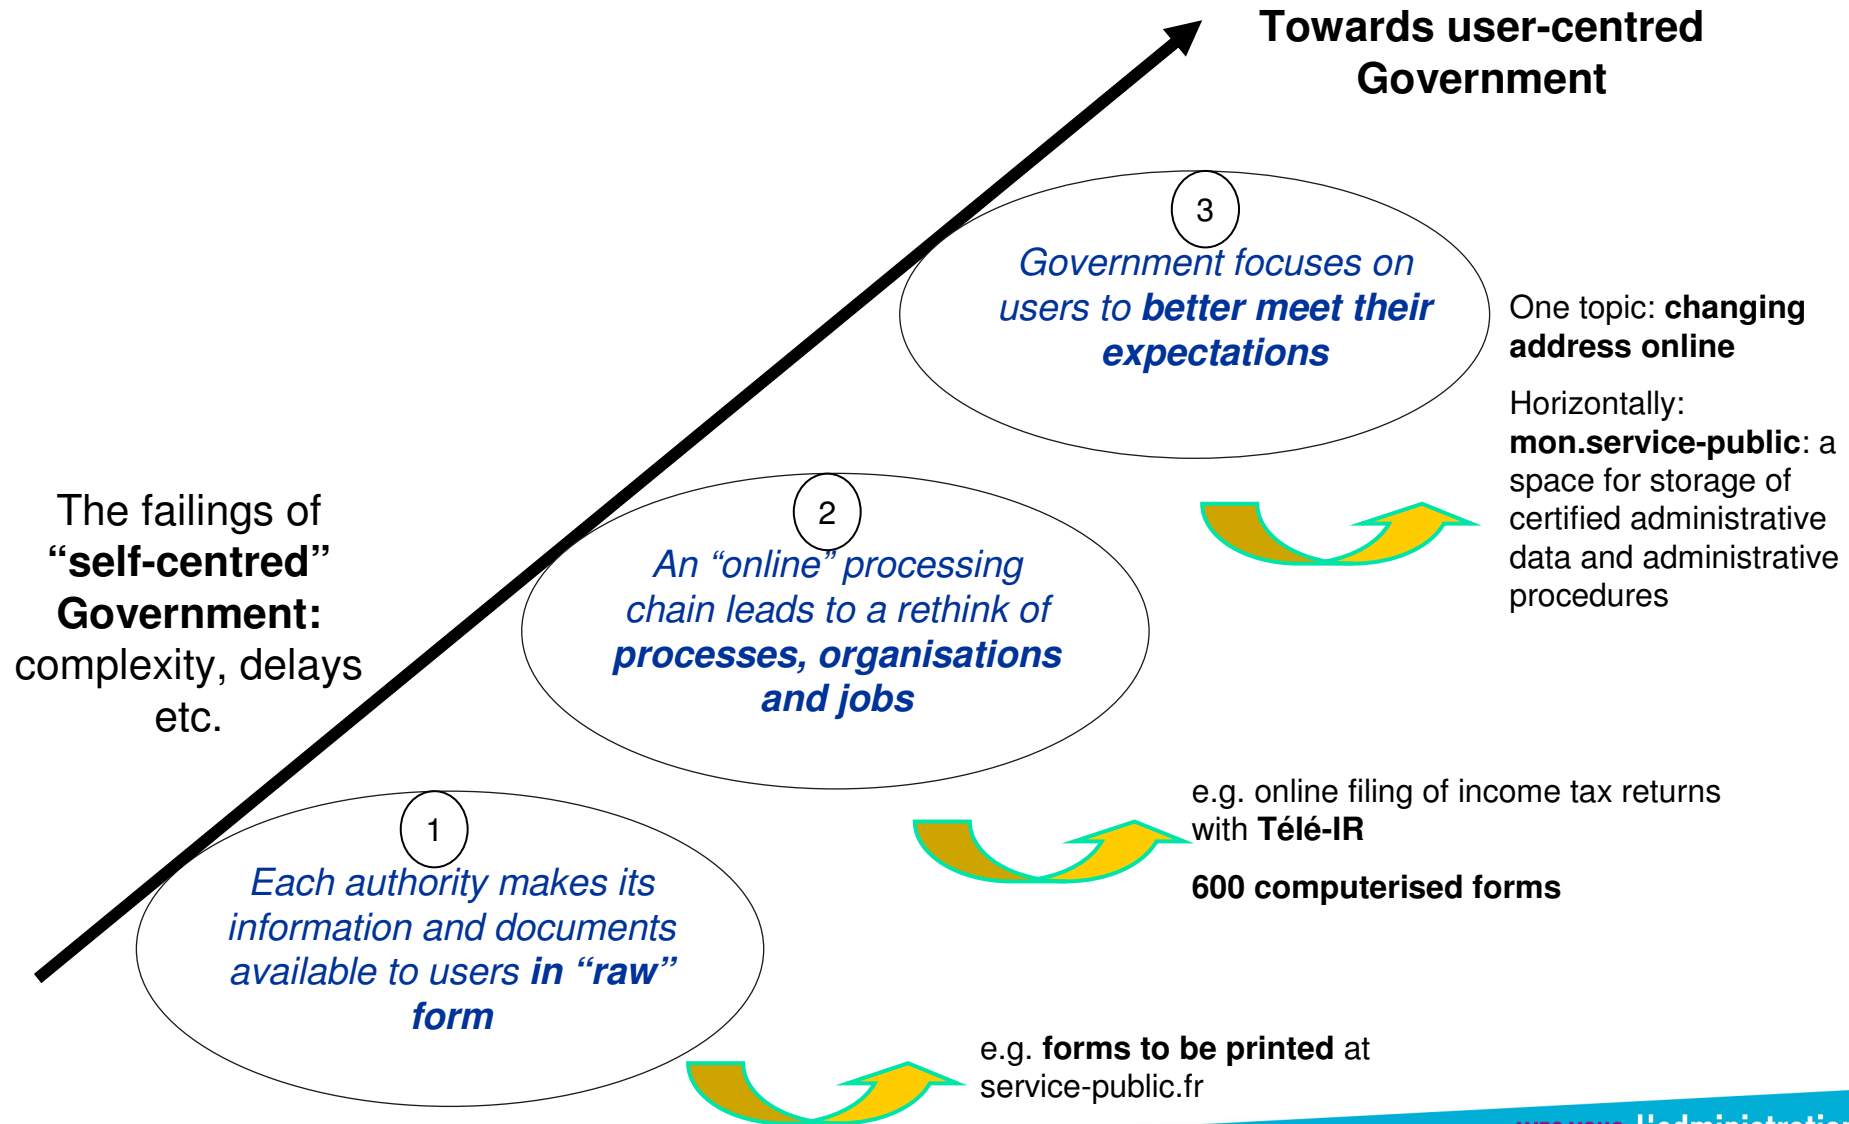 Towards user-centred
Government
3
Government focuses on
users to better meet their
expectations
One topic: changing
address online
Horizontally:
mon.service-public: a
space for storage of
certified administrative
data and administrative
procedures
The failings of
“self-centred”
Government:
complexity, delays
etc.
2
An “online” processing
chain leads to a rethink of
processes, organisations
and jobs
e.g. online filing of income tax returns
with Télé-IR
600 computerised forms
1
Each authority makes its
information and documents
available to users in “raw”
form
e.g. forms to be printed at
service-public.fr